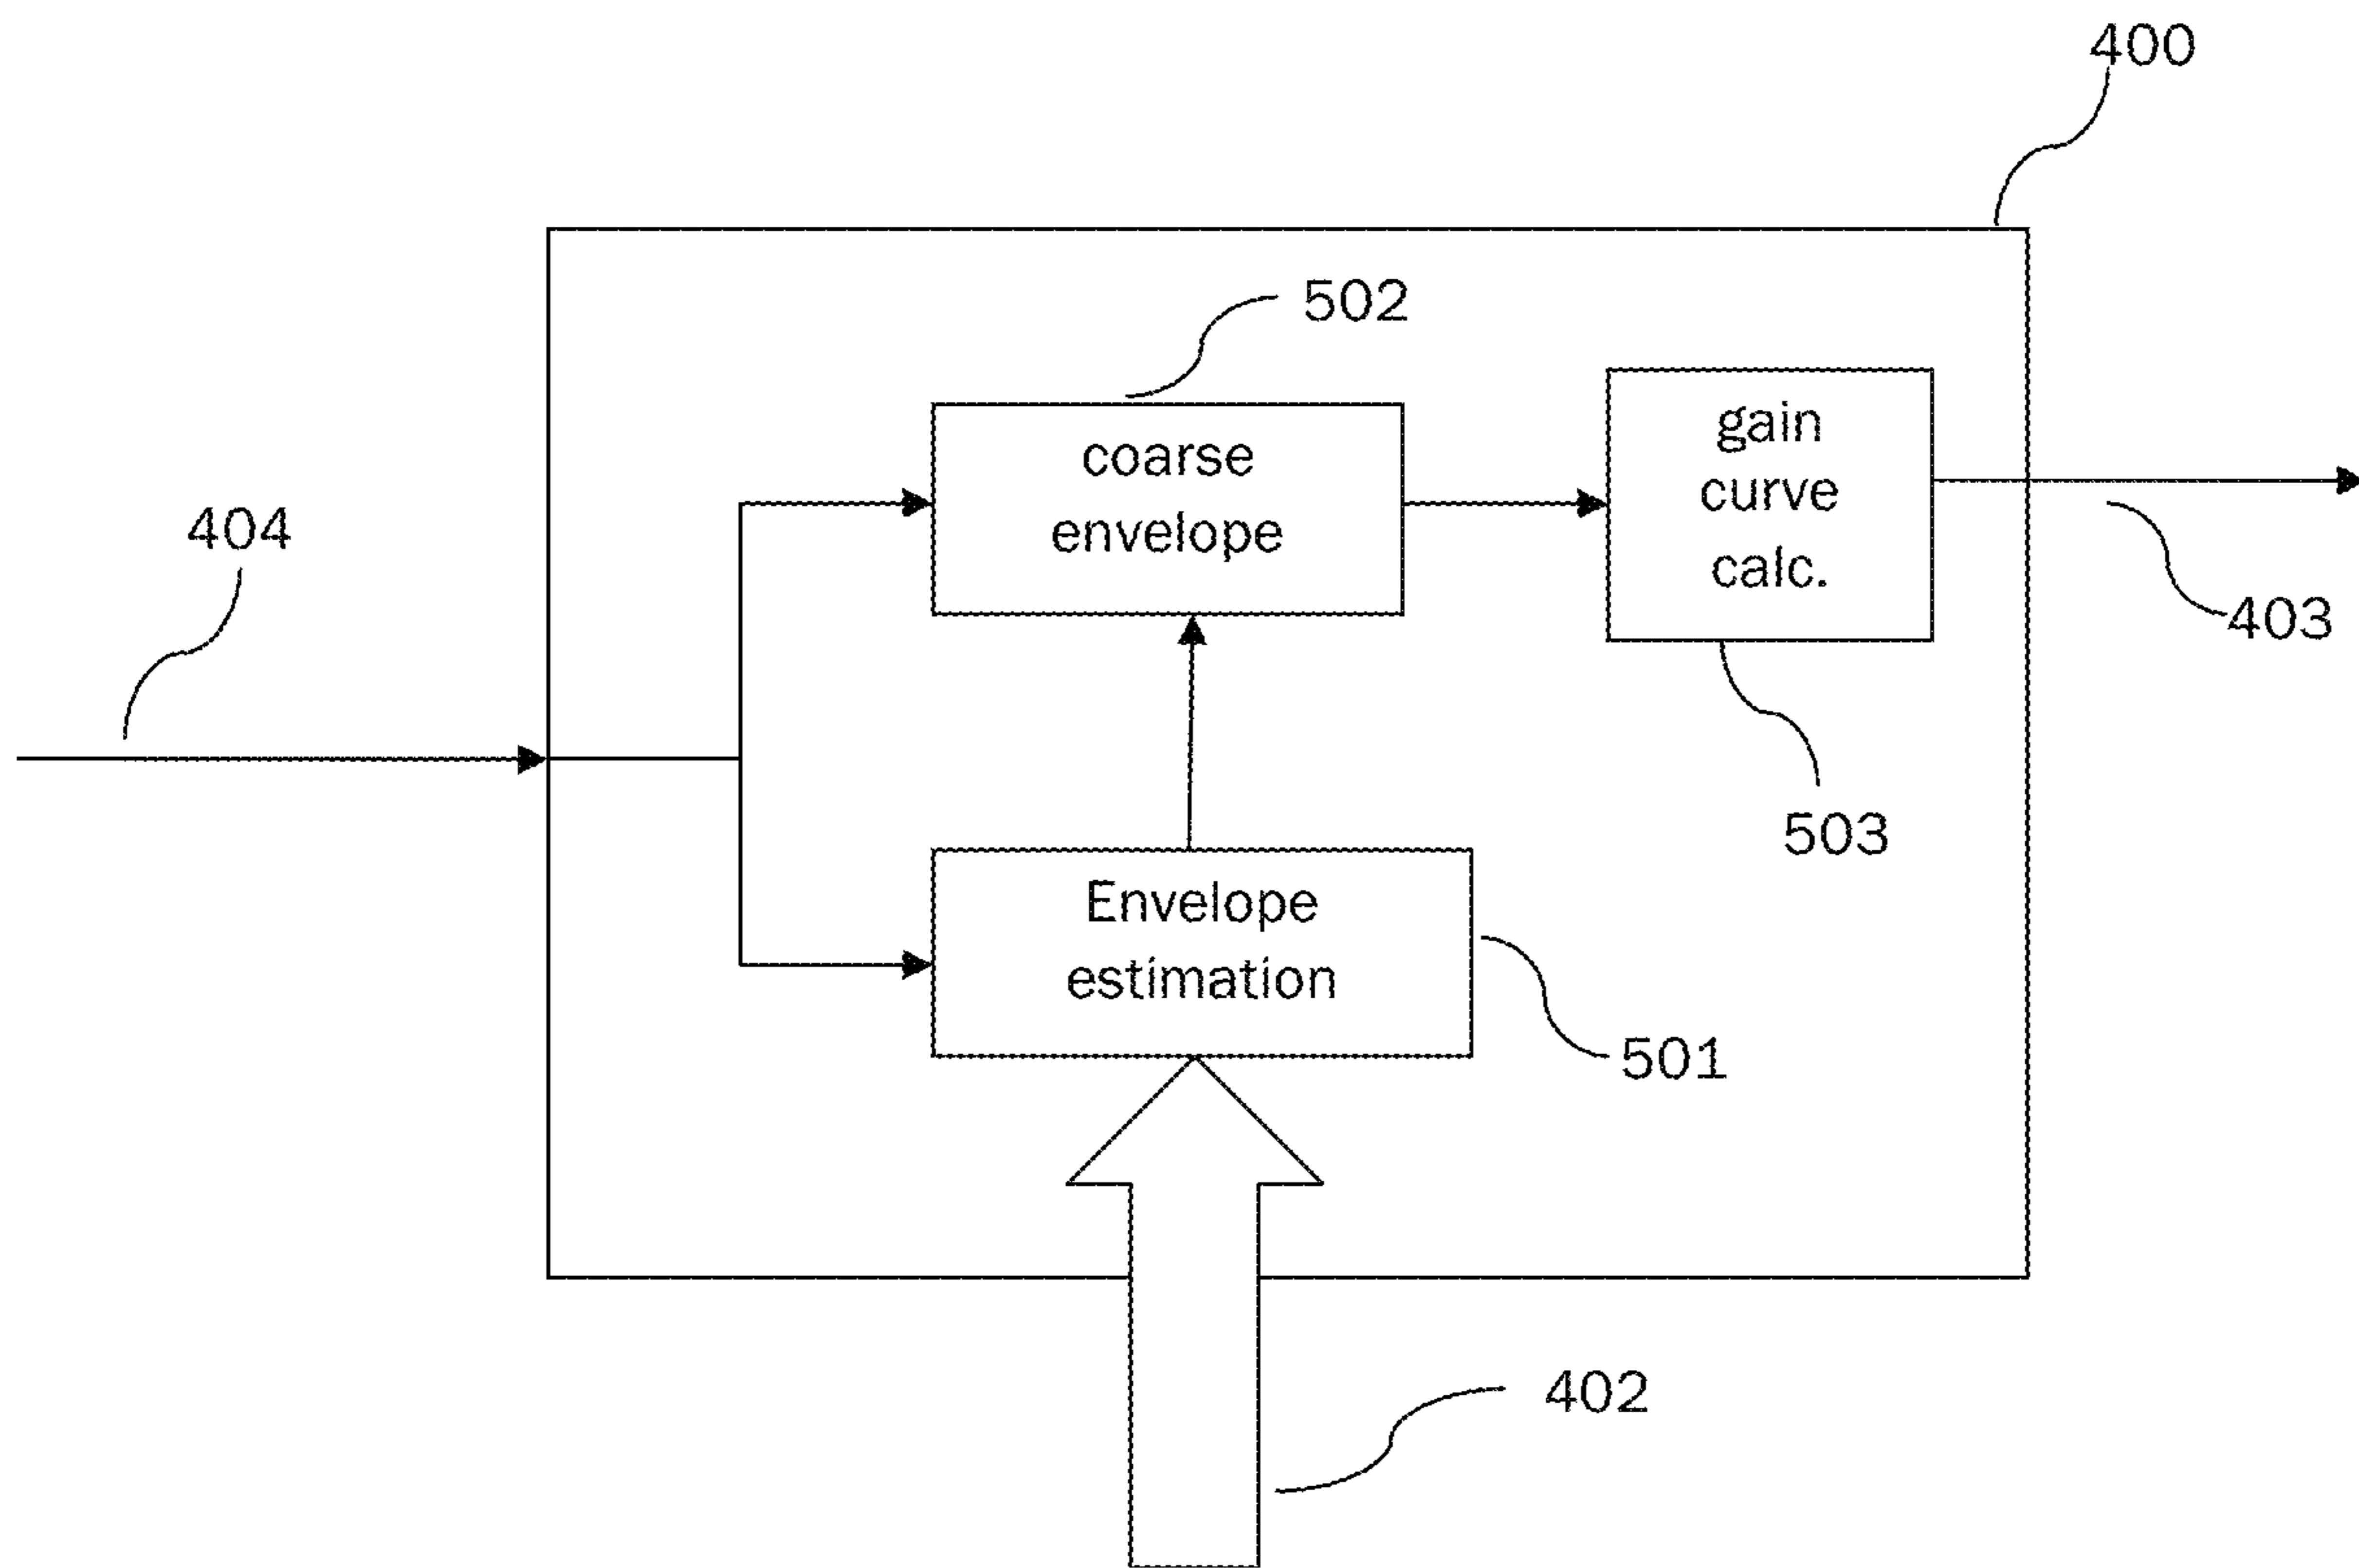 400
502
coarse
envelope
gain
curve
calc.
404
403
503
Envelope
estimation
501
402